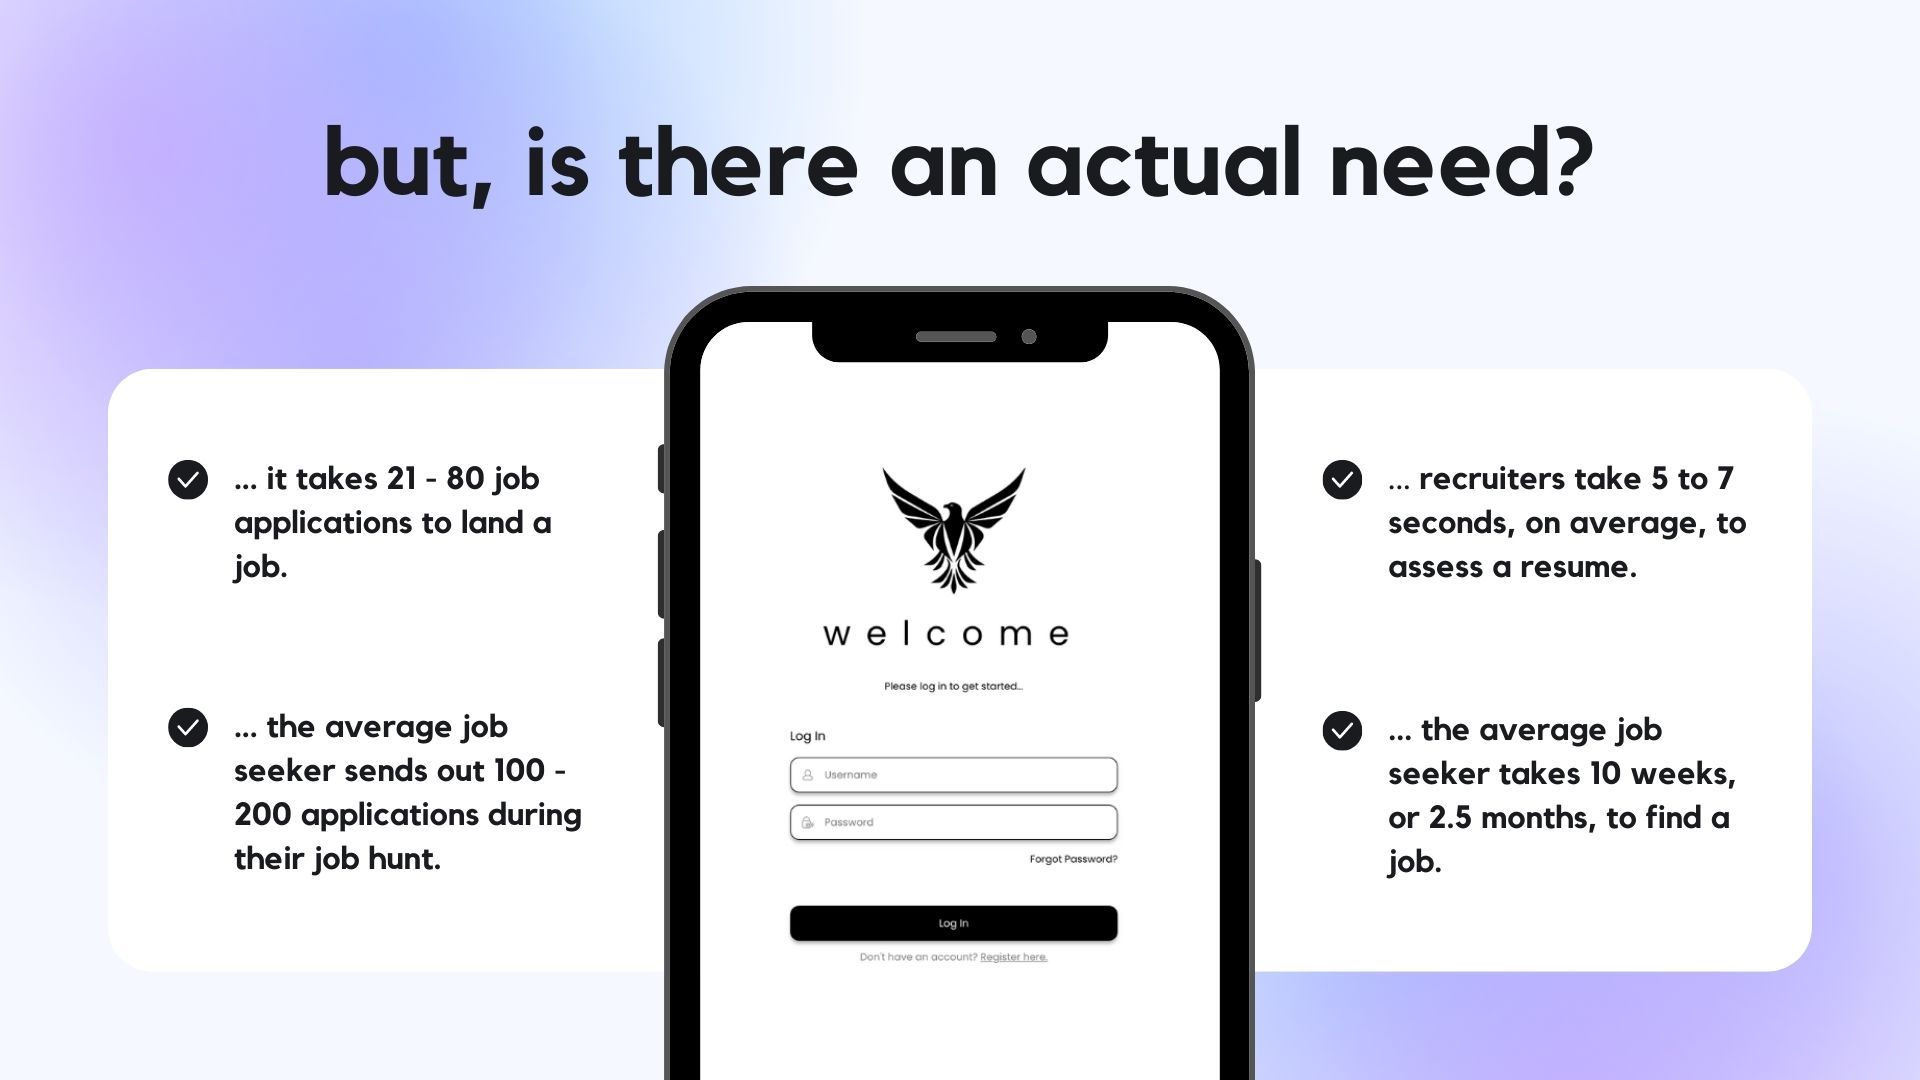 but, is there an actual need?
... it takes 21 - 80 job
applications to land a
job.
... the average job
seeker sends out 100 -
200 applications during
their job hunt.
welcome
Please log in to get started...
Log In
Username
Password
Forgot Password?
Log In
Don't have an account? Register here.
... recruiters take 5 to 7
seconds, on average, to
assess a resume.
... the average job
seeker takes 10 weeks,
or 2.5 months, to find a
job.